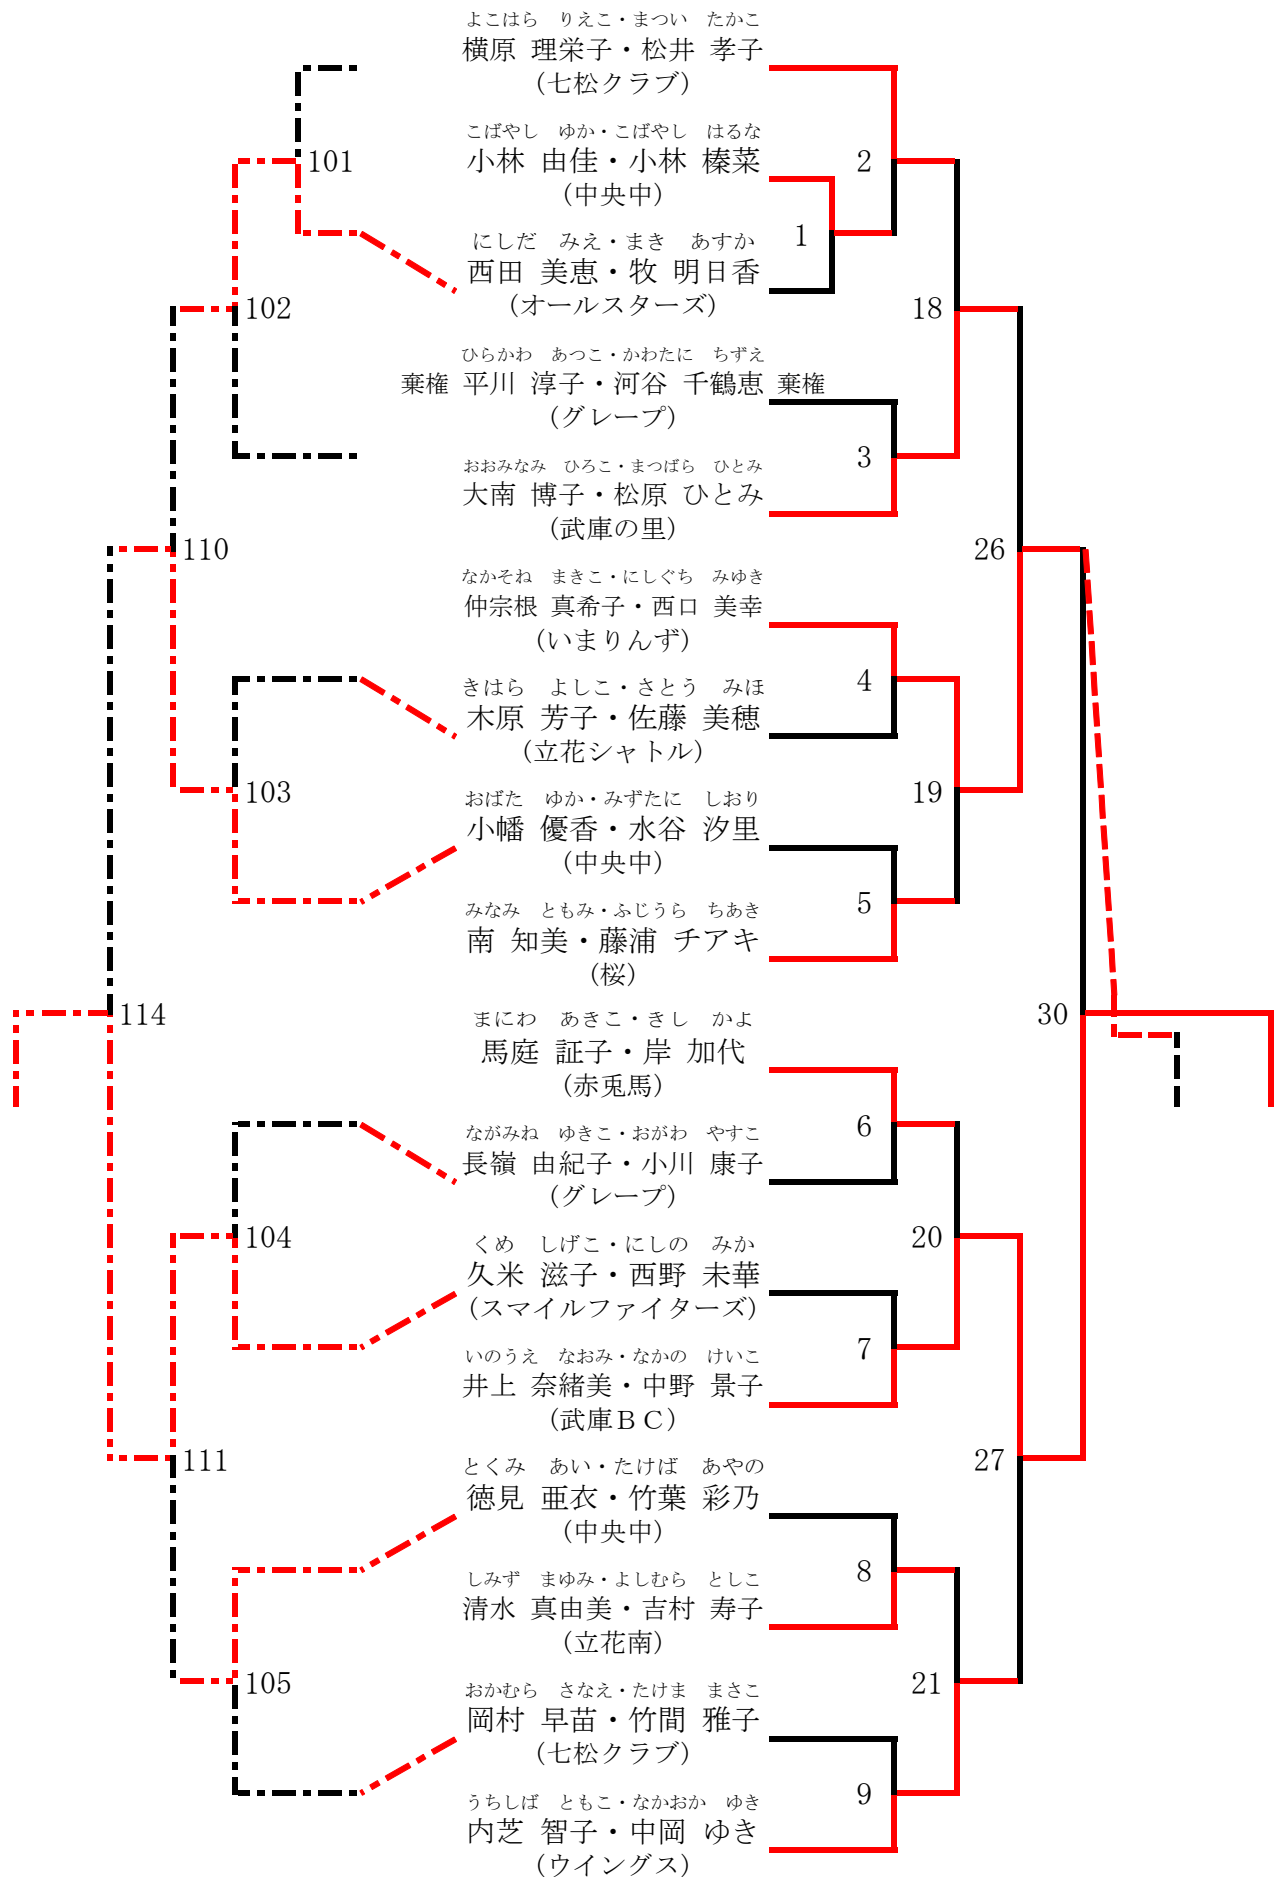 よこはら　りえこ・まつい　たかこ
横原 理栄子・松井 孝子
（七松クラブ）
こばやし　ゆか・こばやし　はるな
101
小林 由佳・小林 榛菜
2
（中央中）
1
にしだ　みえ・まき　あすか
西田 美恵・牧 明日香
（オールスターズ）
102
18
ひらかわ　あつこ・かわたに　ちずえ
棄権 平川 淳子・河谷 千鶴恵 棄権
（グレープ）
3
おおみなみ　ひろこ・まつばら　ひとみ
大南 博子・松原 ひとみ
（武庫の里）
110
26
なかそね　まきこ・にしぐち　みゆき
仲宗根 真希子・西口 美幸
（いまりんず）
4
きはら　よしこ・さとう　みほ
木原 芳子・佐藤 美穂
（立花シャトル）
103
19
おばた　ゆか・みずたに　しおり
小幡 優香・水谷 汐里
（中央中）
5
みなみ　ともみ・ふじうら　ちあき
南 知美・藤浦 チアキ
（桜）
114
30
まにわ　あきこ・きし　かよ
馬庭 証子・岸 加代
（赤兎馬）
6
ながみね　ゆきこ・おがわ　やすこ
長嶺 由紀子・小川 康子
（グレープ）
104
20
くめ　しげこ・にしの　みか
久米 滋子・西野 未華
（スマイルファイターズ）
7
いのうえ　なおみ・なかの　けいこ
井上 奈緒美・中野 景子
（武庫ＢＣ）
111
27
とくみ　あい・たけば　あやの
徳見 亜衣・竹葉 彩乃
（中央中）
8
しみず　まゆみ・よしむら　としこ
清水 真由美・吉村 寿子
（立花南）
105
21
おかむら　さなえ・たけま　まさこ
岡村 早苗・竹間 雅子
（七松クラブ）
9
うちしば　ともこ・なかおか　ゆき
内芝 智子・中岡 ゆき
（ウイングス）